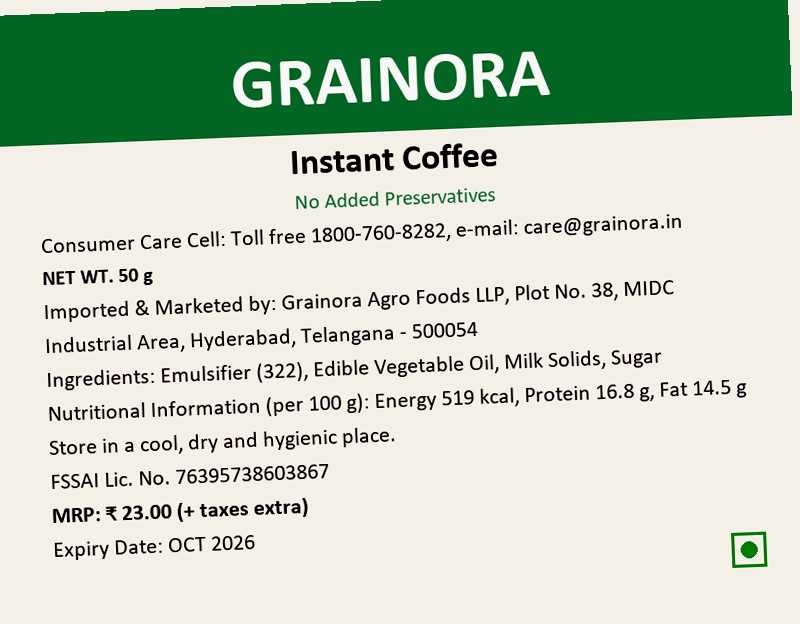 GRAINORA
Instant Coffee
No Added Preservatives
Consumer Care Cell: Toll free 1800-760-8282, e-mail: care@grainora.in
NET WT. 50 g
Imported & Marketed by: Grainora Agro Foods LLP, Plot No. 38, MIDC
Industrial Area, Hyderabad, Telangana - 500054
Ingredients: Emulsifier (322), Edible Vegetable Oil, Milk Solids, Sugar
Nutritional Information (per 100 g): Energy 519 kcal, Protein 16.8 g, Fat 14.5 g
Store in a cool, dry and hygienic place.
FSSAI Lic. No. 76395738603867
MRP: ₹ 23.00 (+ taxes extra)
Expiry Date: OCT 2026